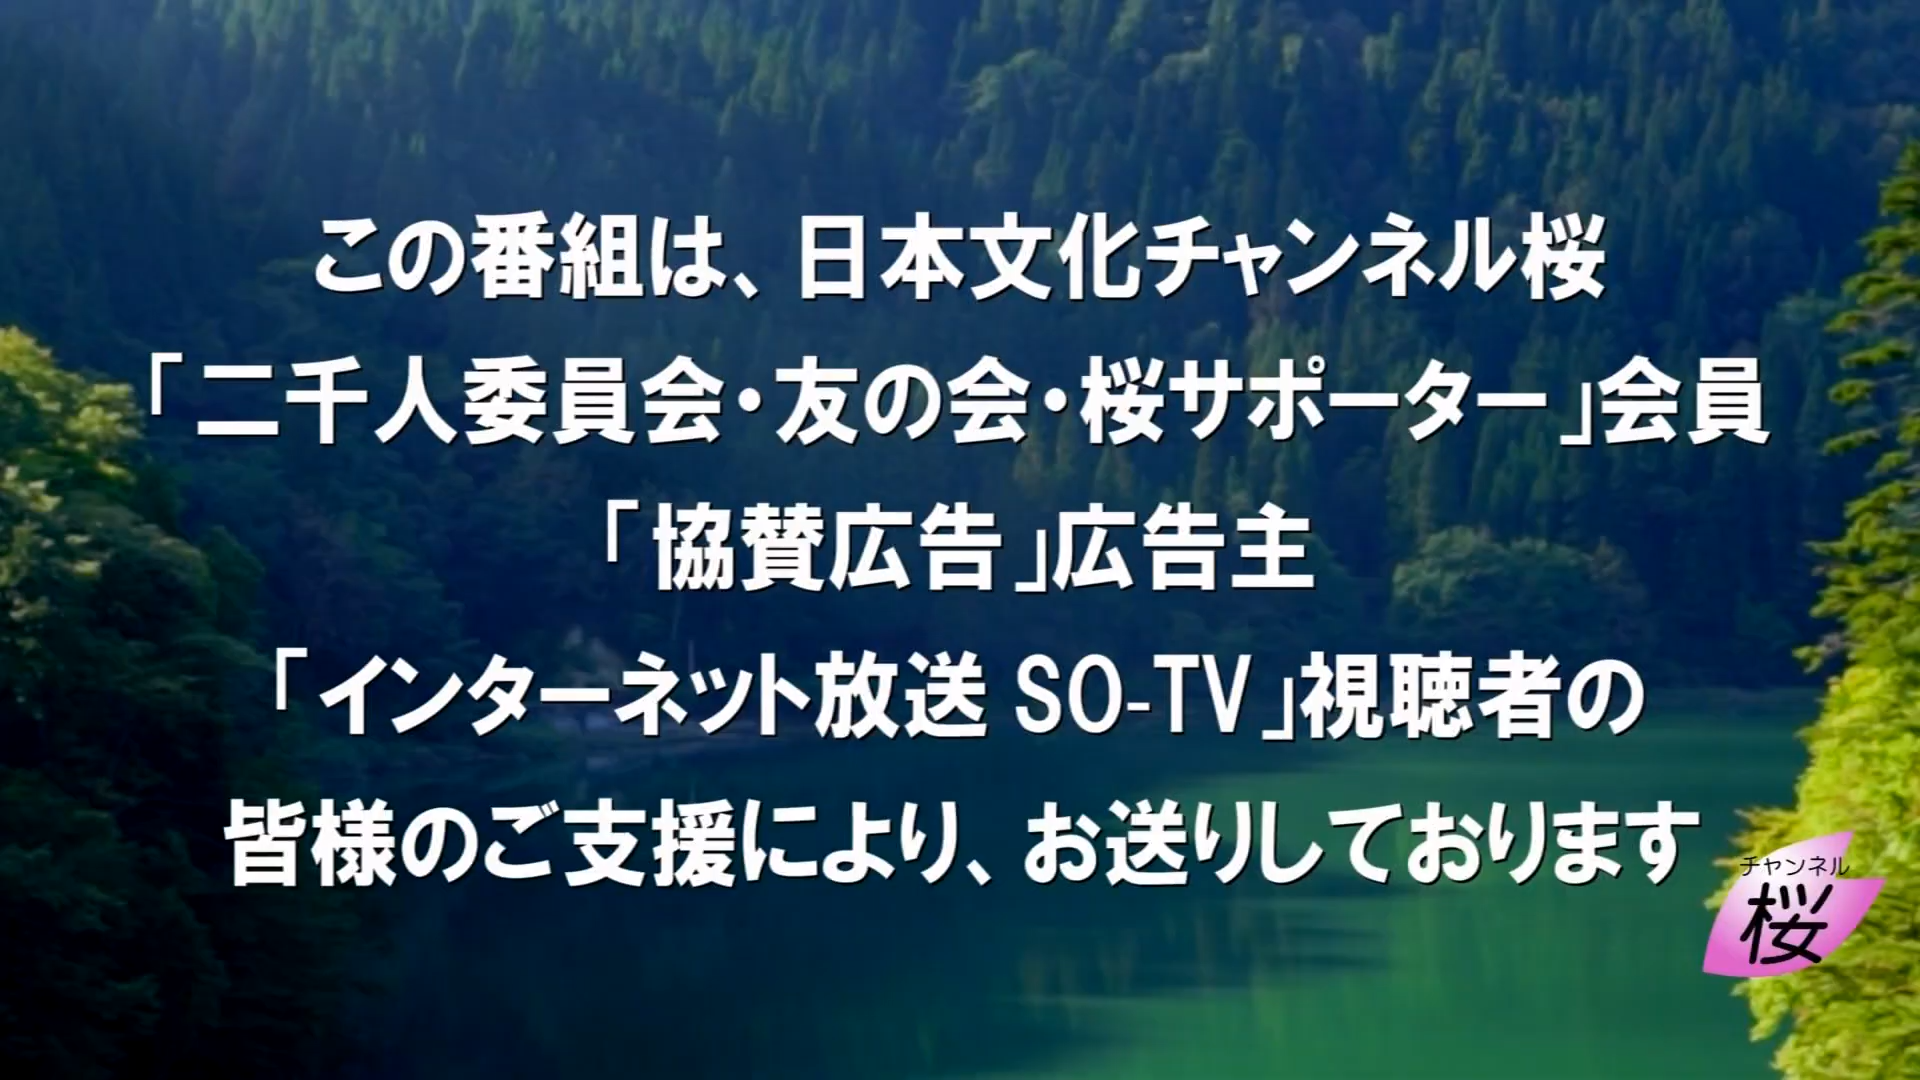 この番組は、日本文化チャンネル桜
「二千人委員会・友の会・桜サポーター」会員
「協賛広告」広告主
「インターネット放送 SO-TV」視聴者の
皆様のご支援により、お送りしております
チャンネル
桜